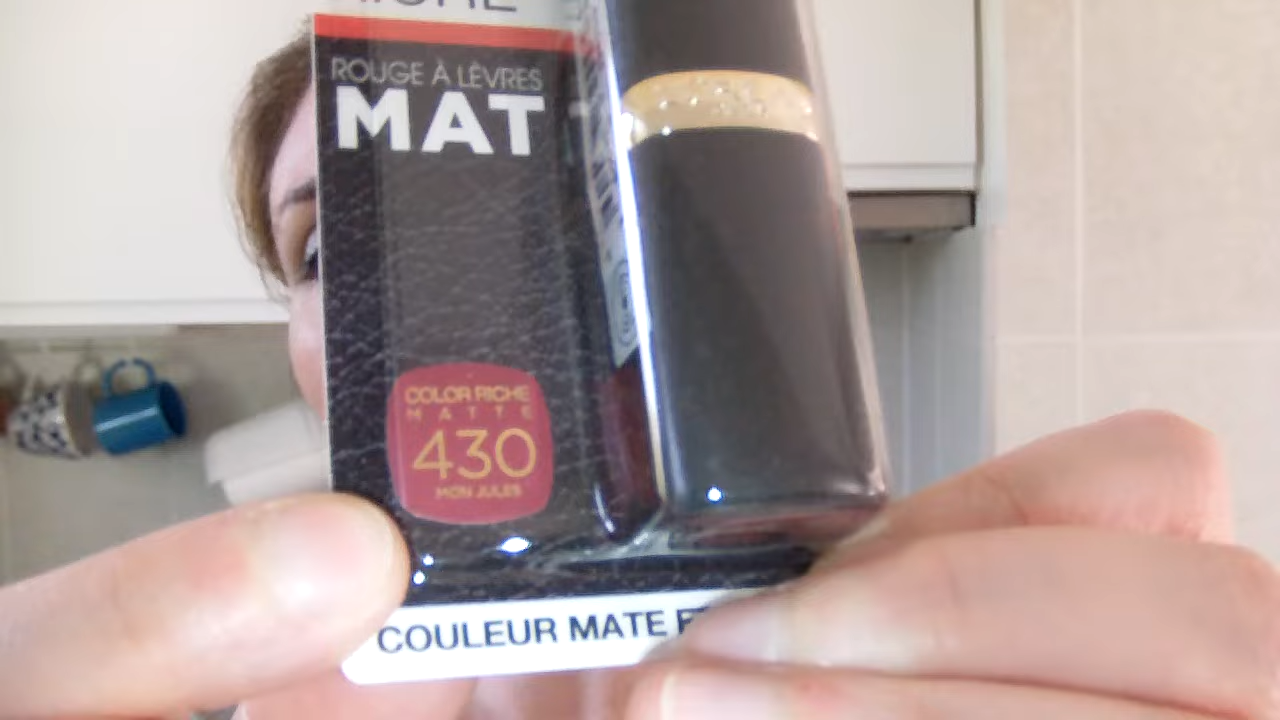 ROUGE À LÈVRES
MAT
COLOR RICHE
MATTE
430
MON JULES
COULEUR MATE